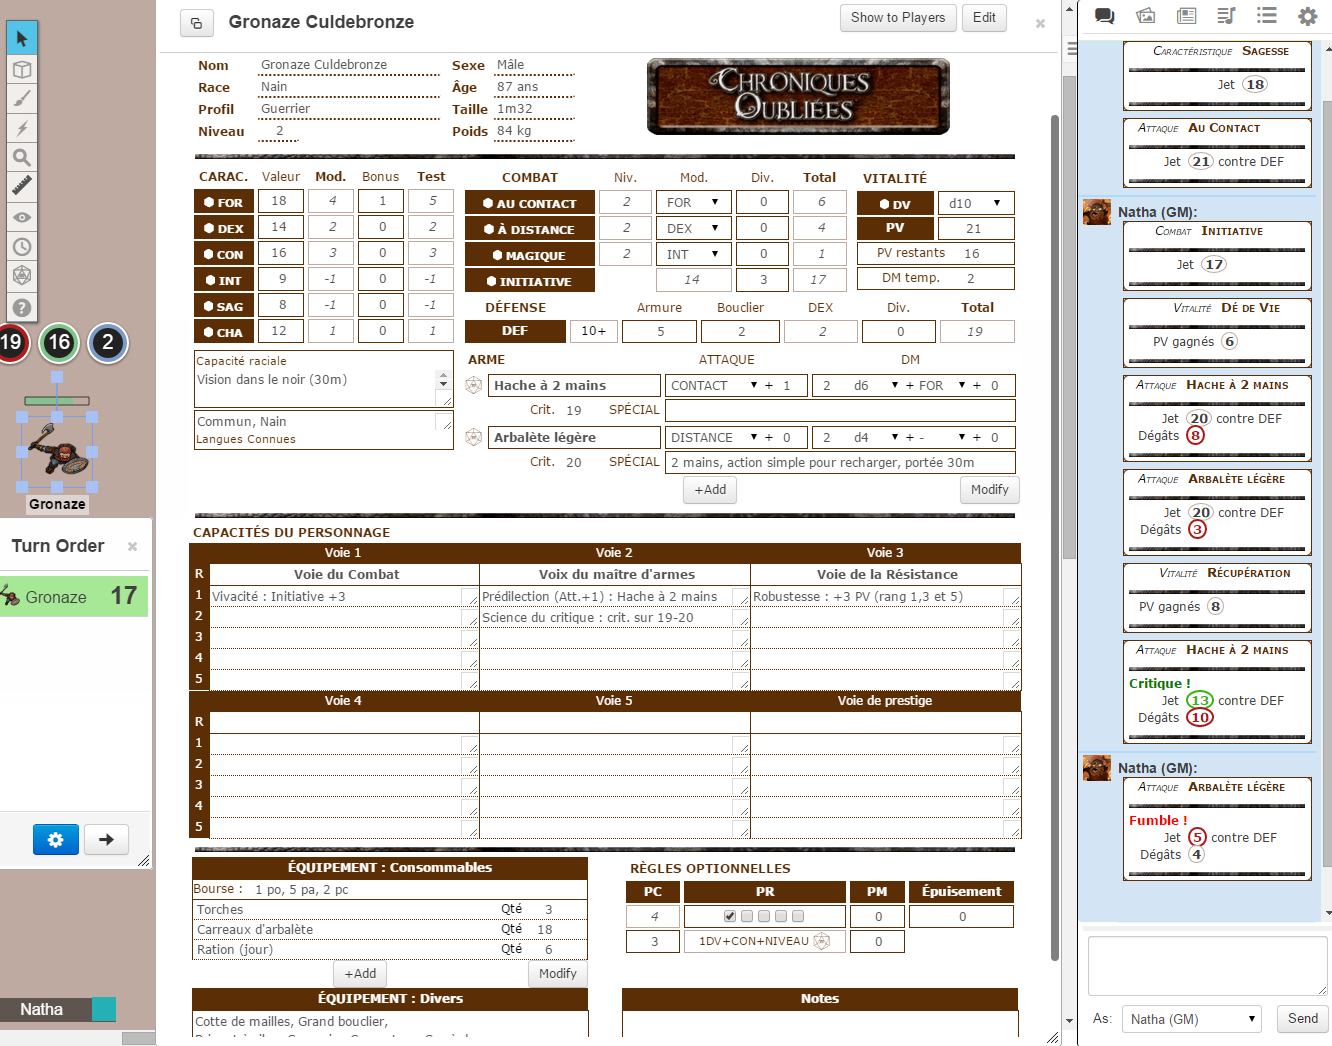 Gronaze Culdebronze
Show to Players
Edit
Nom Gronaze Culdebronze Sexe Mâle
Race Nain Âge 87 ans
Profil Guerrier Taille 1m32
Niveau 2 Poids 84 kg
CHRONIQUES OUBLIÉES
CARAC. Valeur Mod. Bonus Test
FOR 18 4 1 5
DEX 14 2 0 2
CON 16 3 0 3
INT 9 -1 0 -1
SAG 8 -1 0 -1
CHA 12 1 0 1
COMBAT Niv. Mod. Div. Total
AU CONTACT 2 FOR 0 6
À DISTANCE 2 DEX 0 4
MAGIQUE 2 INT 0 1
INITIATIVE 14 3 17
VITALITÉ
DV d10
PV 21
PV restants 16
DM temp. 2
DÉFENSE Armure Bouclier DEX Div. Total
DEF 10+ 5 2 2 0 19
Capacité raciale
Vision dans le noir (30m)
Commun, Nain
Langues Connues
ARME ATTAQUE DM
Hache à 2 mains CONTACT + 1 2 d6 + FOR + 0
Crit. 19 SPÉCIAL
Arbalète légère DISTANCE + 0 2 d4 + - + 0
Crit. 20 SPÉCIAL 2 mains, action simple pour recharger, portée 30m
+Add
Modify
CAPACITÉS DU PERSONNAGE
Voie 1 Voie 2 Voie 3
R Voie du Combat Voix du maître d'armes Voie de la Résistance
1 Vivacité : Initiative +3 Prédilection (Att.+1) : Hache à 2 mains Robustesse : +3 PV (rang 1,3 et 5)
2 Science du critique : crit. sur 19-20
3
4
5
Voie 4 Voie 5 Voie de prestige
R
1
2
3
4
5
ÉQUIPEMENT : Consommables
Bourse : 1 po, 5 pa, 2 pc
Torches Qté 3
Carreaux d'arbalète Qté 18
Ration (jour) Qté 6
+Add
Modify
ÉQUIPEMENT : Divers
Cotte de mailles, Grand bouclier,
RÈGLES OPTIONNELLES
PC PR PM Épuisement
4 0 0
3 1DV+CON+NIVEAU 0
Notes
19 16 2
Gronaze
Turn Order
Gronaze 17
Natha
CARACTÉRISTIQUE SAGESSE
Jet 18
ATTAQUE AU CONTACT
Jet 21 contre DEF
Natha (GM):
COMBAT INITIATIVE
Jet 17
VITALITÉ DÉ DE VIE
PV gagnés 6
ATTAQUE HACHE À 2 MAINS
Jet 20 contre DEF
Dégâts 8
ATTAQUE ARBALÈTE LÉGÈRE
Jet 20 contre DEF
Dégâts 3
VITALITÉ RÉCUPÉRATION
PV gagnés 8
ATTAQUE HACHE À 2 MAINS
Critique !
Jet 13 contre DEF
Dégâts 10
Natha (GM):
ATTAQUE ARBALÈTE LÉGÈRE
Fumble !
Jet 5 contre DEF
Dégâts 4
As: Natha (GM)
Send